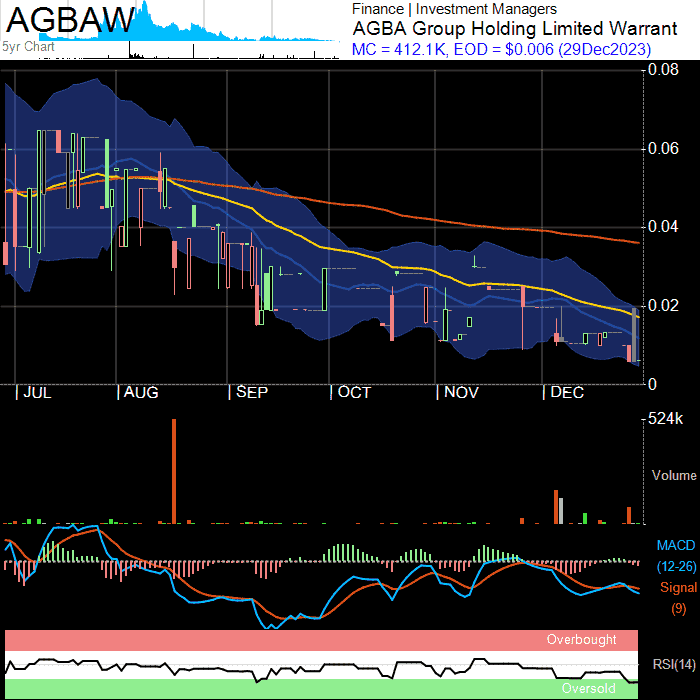 AGBAW
5yr Chart
Finance | Investment Managers
AGBA Group Holding Limited Warrant
MC = 412.1K, EOD = $0.006 (29Dec2023)
0.08
0.06
0.04
0.02
0
JUL AUG SEP OCT NOV DEC
524k
Volume
MACD
(12-26)
Signal
(9)
Overbought
RSI(14)
Oversold